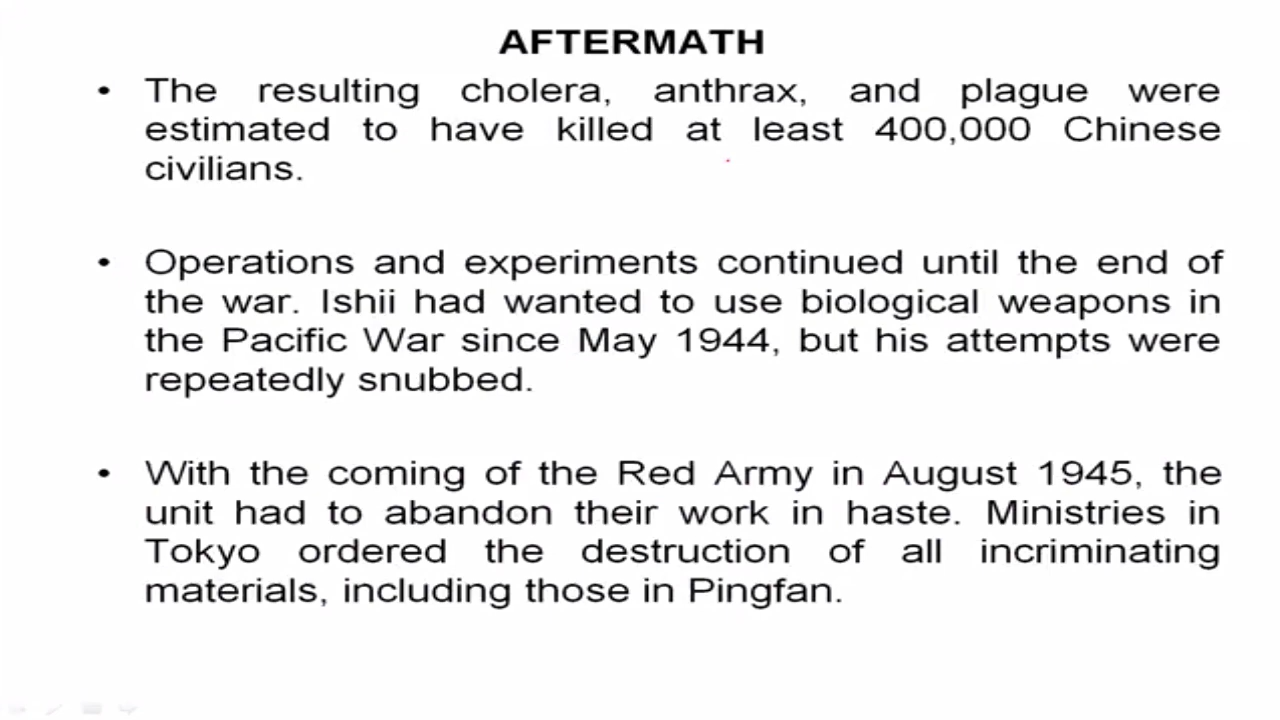 AFTERMATH
• The resulting cholera, anthrax, and plague were
estimated to have killed at least 400,000 Chinese
civilians.
• Operations and experiments continued until the end of
the war. Ishii had wanted to use biological weapons in
the Pacific War since May 1944, but his attempts were
repeatedly snubbed.
• With the coming of the Red Army in August 1945, the
unit had to abandon their work in haste. Ministries in
Tokyo ordered the destruction of all incriminating
materials, including those in Pingfan.